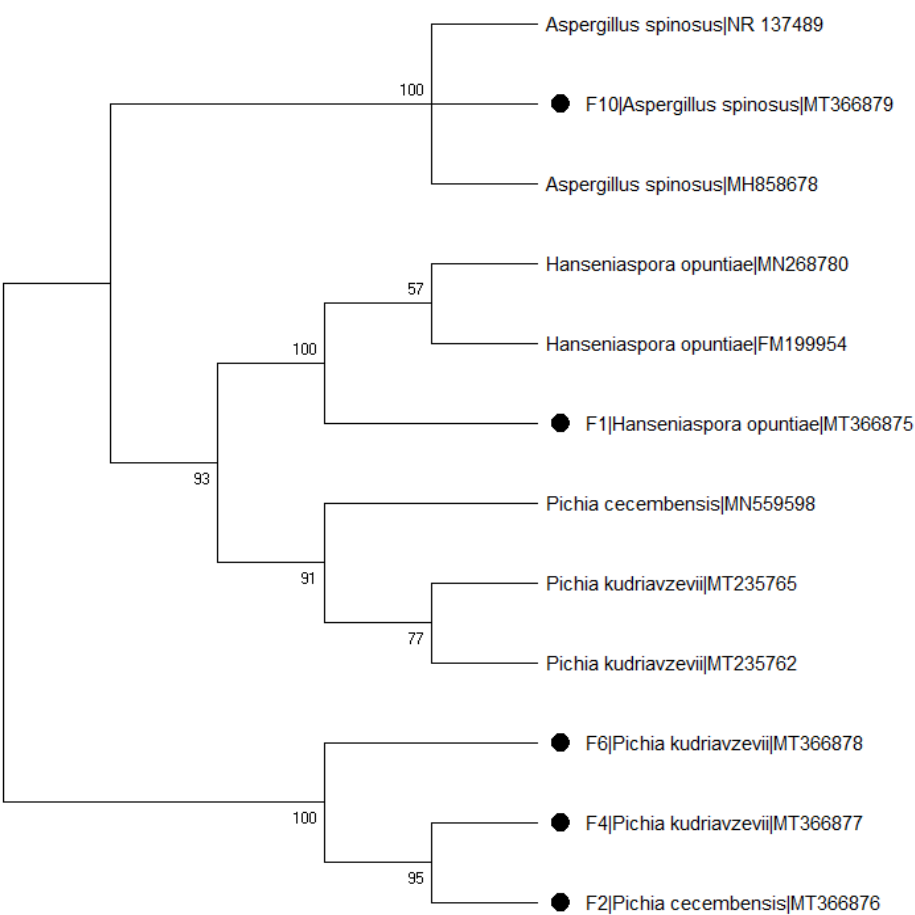 Aspergillus spinosus|NR 137489
100
F10|Aspergillus spinosus|MT366879
Aspergillus spinosus|MH858678
Hanseniaspora opuntiae|MN268780
57
Hanseniaspora opuntiae|FM199954
100
F1|Hanseniaspora opuntiae|MT366875
93
Pichia cecembensis|MN559598
91
Pichia kudriavzevii|MT235765
77
Pichia kudriavzevii|MT235762
F6|Pichia kudriavzevii|MT366878
100
F4|Pichia kudriavzevii|MT366877
95
F2|Pichia cecembensis|MT366876